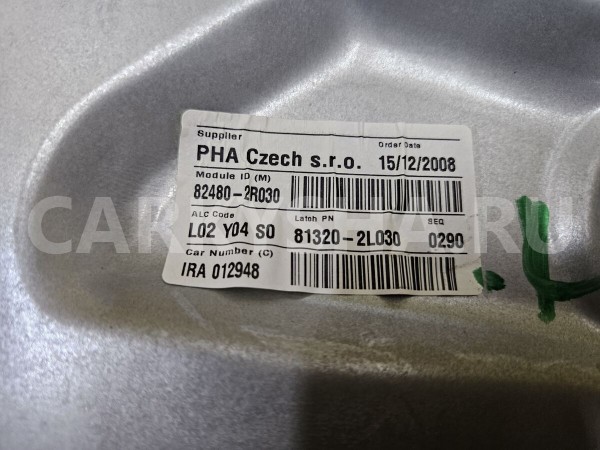 Supplier Order Date
PHA Czech s.r.o. 15/12/2008
Module ID (M)
82480-2R030
ALC Code Latch PN SEQ
L02 Y04 S0 81320-2L030 0290
Car Number (C)
IRA 012948
CARRYSHA.RU